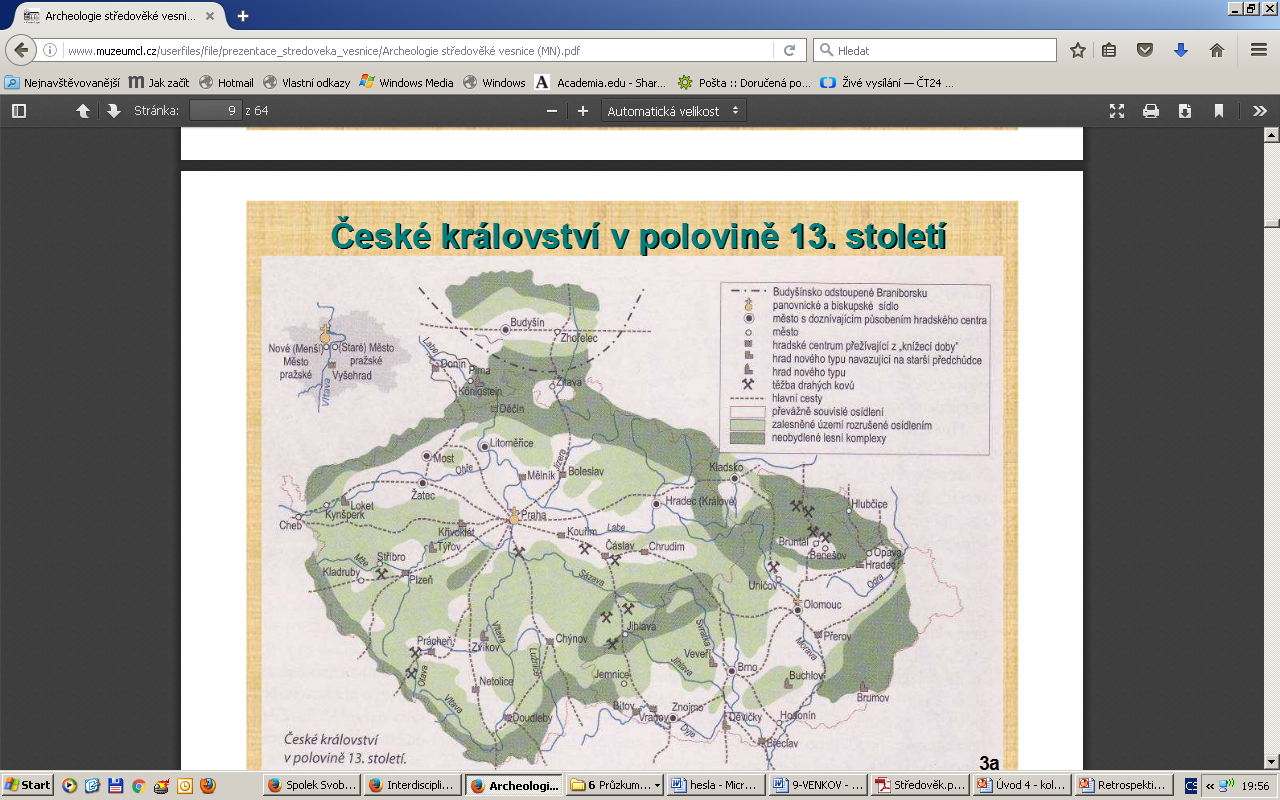 Archeologie středověké vesni...
www.muzeumcl.cz/userfiles/file/prezentace_stredoveka_vesnice/Archeologie středověké vesnice (MN).pdf
Hledat
Nejnavštěvovanější
Jak začít
Hotmail
Vlastní odkazy
Windows Media
Windows
Academia.edu - Shar...
Pošta :: Doručená po...
Živé vysílání — ČT24 ...
Stránka: 9 z 64
Automatická velikost
České království v polovině 13. století
Budyšínsko odstoupené Braniborsku
panovnické a biskupské sídlo
město s doznívajícím působením hradského centra
město
hradské centrum přežívající z „knížecí doby"
hrad nového typu navazující na starší předchůdce
hrad nového typu
těžba drahých kovů
hlavní cesty
převážně souvislé osídlení
zalesněné území rozrušené osídlením
neobydlené lesní komplexy
Nové (Menší) Město pražské
(Staré) Město pražské
Vyšehrad
Vltava
Budyšín
Zhořelec
Labe
Donín
Pirna
Königstein
Žitava
Děčín
Litoměřice
Most
Ohře
Mělník
Jizera
Boleslav
Kladsko
Žatec
Hradec (Králové)
Hlubčice
Loket
Kynšperk
Cheb
Praha
Křivoklát
Kouřim
Labe
Týřov
Čáslav
Chrudim
Bruntál
Benešov
Opava
Hradec
Mže
Stříbro
Kladruby
Plzeň
Sázava
Uničov
Odra
Olomouc
Jihlava
Svratka
Přerov
Prácheň
Zvíkov
Vltava
Chýnov
Lužnice
Veveří
Jihlava
Morava
Brno
Otava
Netolice
Jemnice
Buchlov
Brumov
Vltava
Doudleby
Bítov
Vranov
Znojmo
Dyje
Děvičky
Hodonín
Břeclav
České království
v polovině 13. století.
3a
Start
Spolek Svob...
Interdiscipli...
Archeologi...
6 Průzkum...
hesla - Micr...
9-VENKOV - ...
Středověk.p...
Úvod 4 - kol...
Retrospekti...
CS
19:56